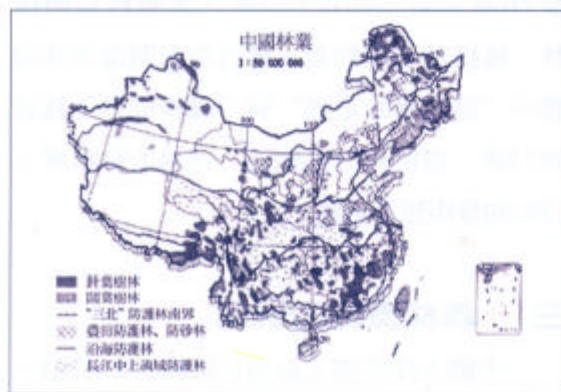 中國林業
1:80 000 000
針葉樹林
闊葉樹林
"三北"防護林南界
農田防護林、防砂林
沿海防護林
長江中上游流域防護林